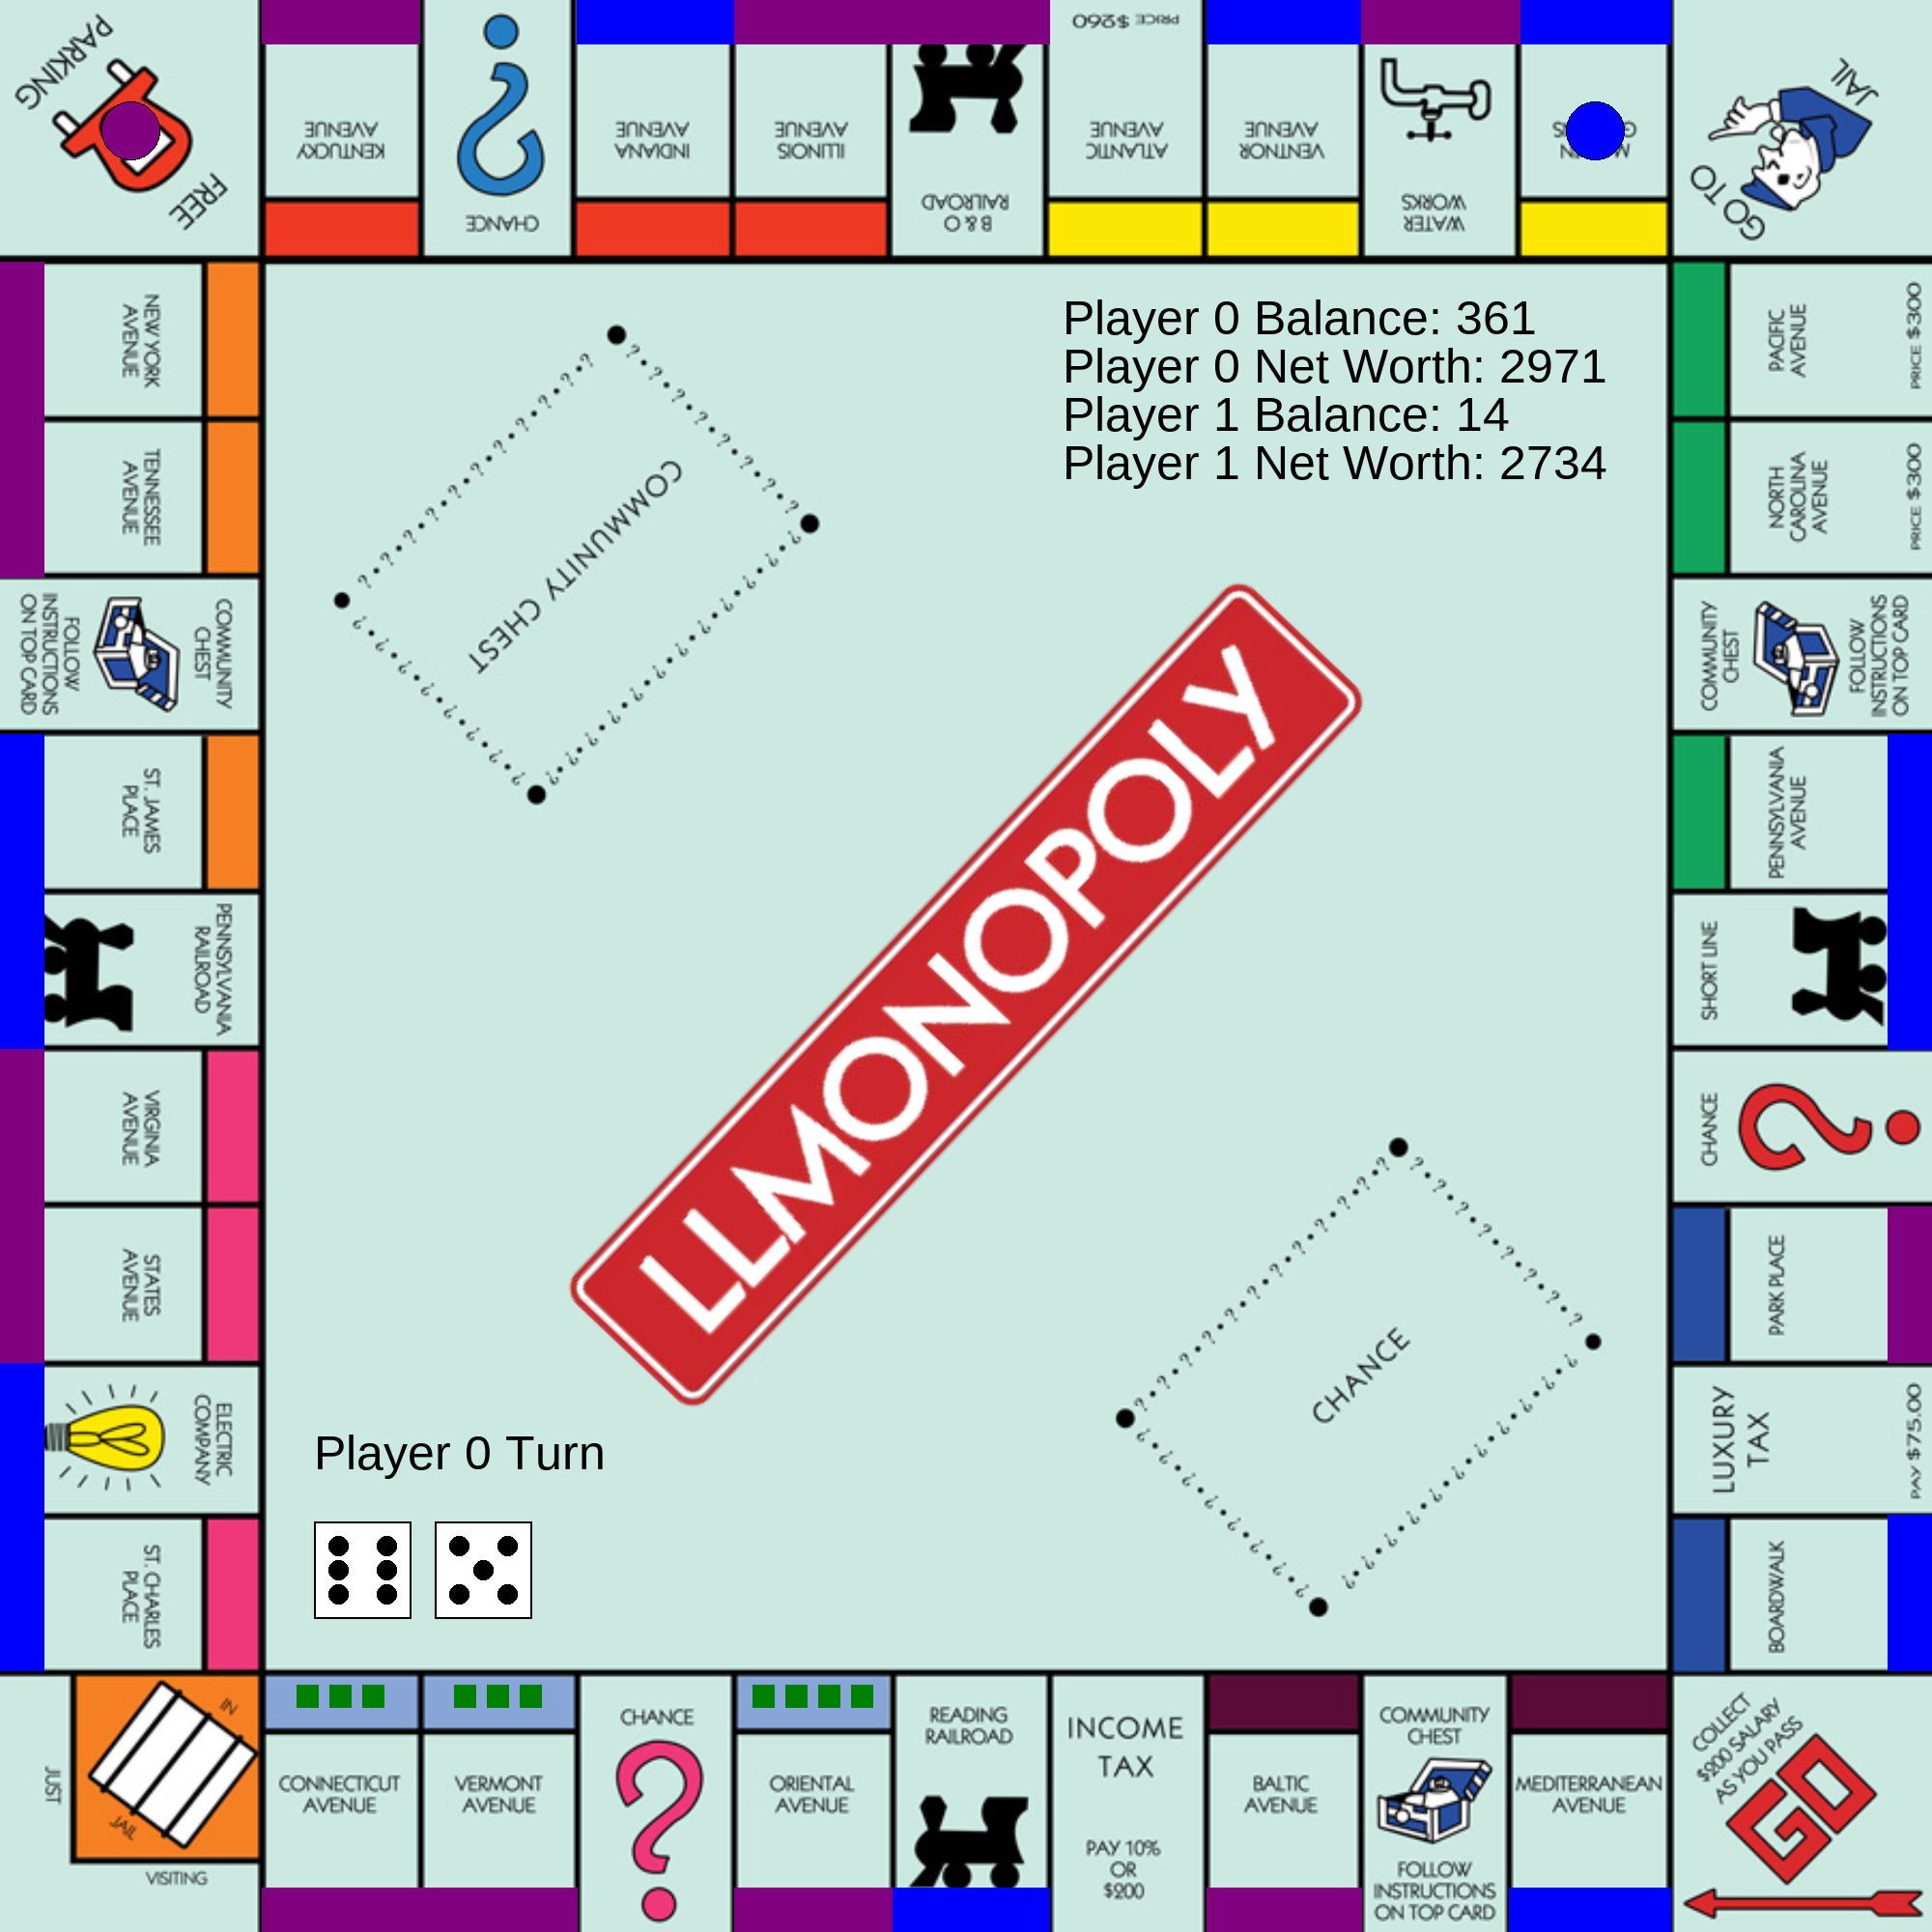 FREE
PARKING
KENTUCKY
AVENUE
CHANCE
INDIANA
AVENUE
ILLINOIS
AVENUE
B & O
RAILROAD
ATLANTIC
AVENUE
PRICE $260
VENTNOR
AVENUE
WATER
WORKS
GO TO
JAIL
NEW YORK
AVENUE
TENNESSEE
AVENUE
COMMUNITY
CHEST
FOLLOW
INSTRUCTIONS
ON TOP CARD
ST. JAMES
PLACE
PENNSYLVANIA
RAILROAD
VIRGINIA
AVENUE
STATES
AVENUE
ELECTRIC
COMPANY
ST. CHARLES
PLACE
Player 0 Balance: 361
Player 0 Net Worth: 2971
Player 1 Balance: 14
Player 1 Net Worth: 2734
COMMUNITY CHEST
LLMONOPOLY
CHANCE
Player 0 Turn
PACIFIC
AVENUE
PRICE $300
NORTH
CAROLINA
AVENUE
PRICE $300
COMMUNITY
CHEST
FOLLOW
INSTRUCTIONS
ON TOP CARD
PENNSYLVANIA
AVENUE
SHORT LINE
CHANCE
PARK PLACE
LUXURY
TAX
PAY $75.00
BOARDWALK
JUST
VISITING
IN
JAIL
CONNECTICUT
AVENUE
VERMONT
AVENUE
CHANCE
ORIENTAL
AVENUE
READING
RAILROAD
INCOME
TAX
PAY 10%
OR
$200
BALTIC
AVENUE
COMMUNITY
CHEST
FOLLOW
INSTRUCTIONS
ON TOP CARD
MEDITERRANEAN
AVENUE
COLLECT
$200 SALARY
AS YOU PASS
GO